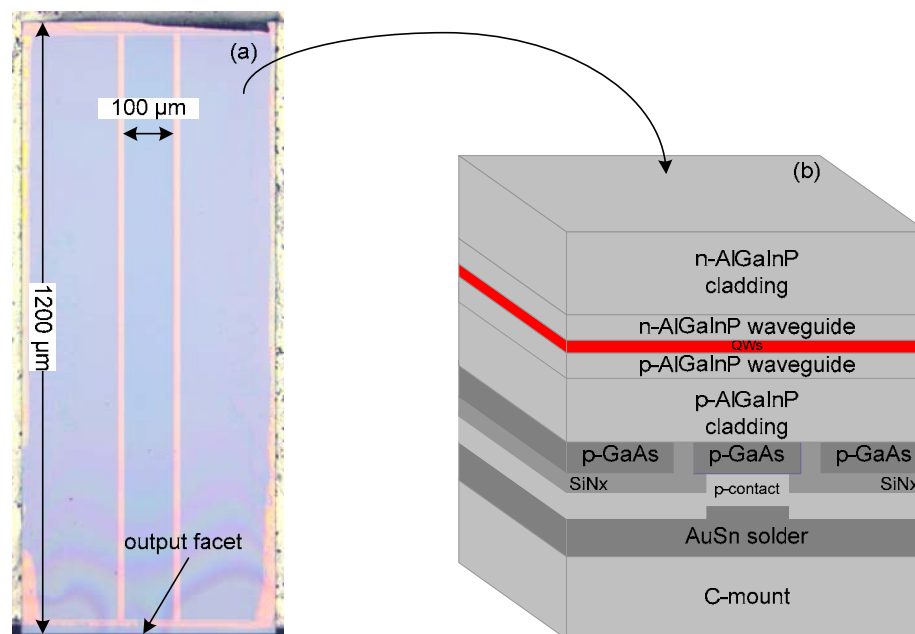 (a)
100 µm
1200 µm
output facet
(b)
n-AlGaInP
cladding
n-AlGaInP waveguide
QWs
p-AlGaInP waveguide
p-AlGaInP
cladding
p-GaAs p-GaAs p-GaAs
SiNx p-contact SiNx
AuSn solder
C-mount